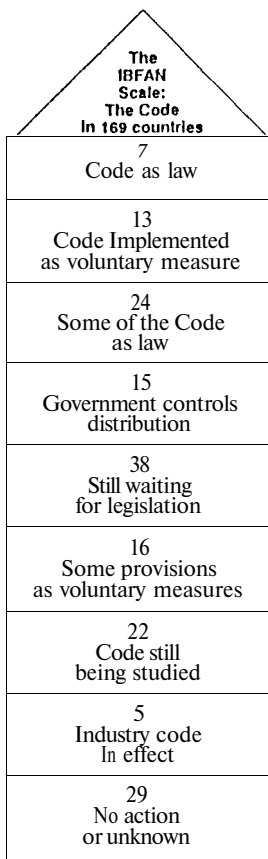 The
IBFAN
Scale:
The Code
In 169 countries
7
Code as law
13
Code Implemented
as voluntary measure
24
Some of the Code
as law
15
Government controls
distribution
38
Still waiting
for legislation
16
Some provisions
as voluntary measures
22
Code still
being studied
5
Industry code
In effect
29
No action
or unknown